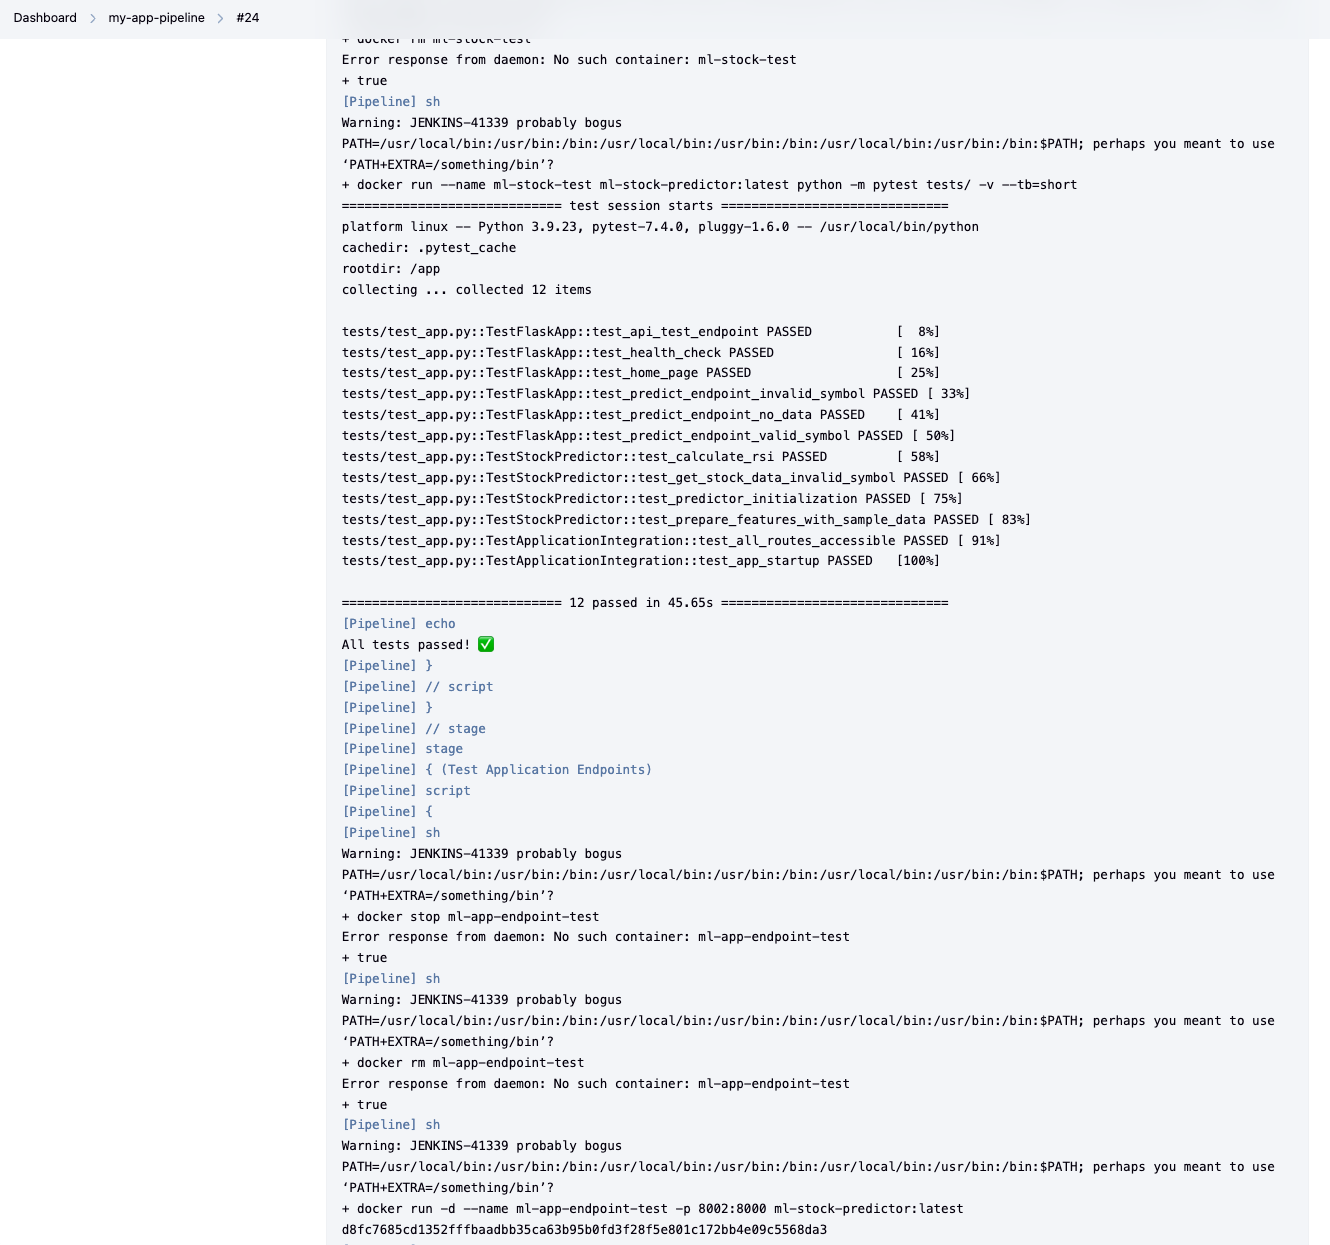 Dashboard > my-app-pipeline > #24
+ docker rm ml-stock-test
Error response from daemon: No such container: ml-stock-test
+ true
[Pipeline] sh
Warning: JENKINS-41339 probably bogus
PATH=/usr/local/bin:/usr/bin:/bin:/usr/local/bin:/usr/bin:/bin:/usr/local/bin:/usr/bin:/bin:$PATH; perhaps you meant to use
‘PATH+EXTRA=/something/bin’?
+ docker run --name ml-stock-test ml-stock-predictor:latest python -m pytest tests/ -v --tb=short
============================= test session starts ==============================
platform linux -- Python 3.9.23, pytest-7.4.0, pluggy-1.6.0 -- /usr/local/bin/python
cachedir: .pytest_cache
rootdir: /app
collecting ... collected 12 items
tests/test_app.py::TestFlaskApp::test_api_test_endpoint PASSED           [  8%]
tests/test_app.py::TestFlaskApp::test_health_check PASSED                [ 16%]
tests/test_app.py::TestFlaskApp::test_home_page PASSED                   [ 25%]
tests/test_app.py::TestFlaskApp::test_predict_endpoint_invalid_symbol PASSED [ 33%]
tests/test_app.py::TestFlaskApp::test_predict_endpoint_no_data PASSED    [ 41%]
tests/test_app.py::TestFlaskApp::test_predict_endpoint_valid_symbol PASSED [ 50%]
tests/test_app.py::TestStockPredictor::test_calculate_rsi PASSED         [ 58%]
tests/test_app.py::TestStockPredictor::test_get_stock_data_invalid_symbol PASSED [ 66%]
tests/test_app.py::TestStockPredictor::test_predictor_initialization PASSED [ 75%]
tests/test_app.py::TestStockPredictor::test_prepare_features_with_sample_data PASSED [ 83%]
tests/test_app.py::TestApplicationIntegration::test_all_routes_accessible PASSED [ 91%]
tests/test_app.py::TestApplicationIntegration::test_app_startup PASSED   [100%]
============================= 12 passed in 45.65s ==============================
[Pipeline] echo
All tests passed! ✅
[Pipeline] }
[Pipeline] // script
[Pipeline] }
[Pipeline] // stage
[Pipeline] stage
[Pipeline] { (Test Application Endpoints)
[Pipeline] script
[Pipeline] {
[Pipeline] sh
Warning: JENKINS-41339 probably bogus
PATH=/usr/local/bin:/usr/bin:/bin:/usr/local/bin:/usr/bin:/bin:/usr/local/bin:/usr/bin:/bin:$PATH; perhaps you meant to use
‘PATH+EXTRA=/something/bin’?
+ docker stop ml-app-endpoint-test
Error response from daemon: No such container: ml-app-endpoint-test
+ true
[Pipeline] sh
Warning: JENKINS-41339 probably bogus
PATH=/usr/local/bin:/usr/bin:/bin:/usr/local/bin:/usr/bin:/bin:/usr/local/bin:/usr/bin:/bin:$PATH; perhaps you meant to use
‘PATH+EXTRA=/something/bin’?
+ docker rm ml-app-endpoint-test
Error response from daemon: No such container: ml-app-endpoint-test
+ true
[Pipeline] sh
Warning: JENKINS-41339 probably bogus
PATH=/usr/local/bin:/usr/bin:/bin:/usr/local/bin:/usr/bin:/bin:/usr/local/bin:/usr/bin:/bin:$PATH; perhaps you meant to use
‘PATH+EXTRA=/something/bin’?
+ docker run -d --name ml-app-endpoint-test -p 8002:8000 ml-stock-predictor:latest
d8fc7685cd1352fffbaadbb35ca63b95b0fd3f28f5e801c172bb4e09c5568da3